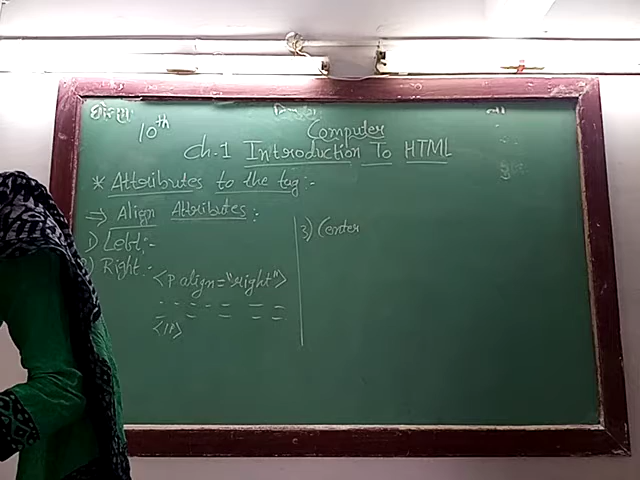 10th
Computer
Ch.1 Introduction To HTML
* Attributes to the tag :-
⇒ Align Attributes :
1) Left :-
2) Right :-
<P align="right">
</P>
3) Center